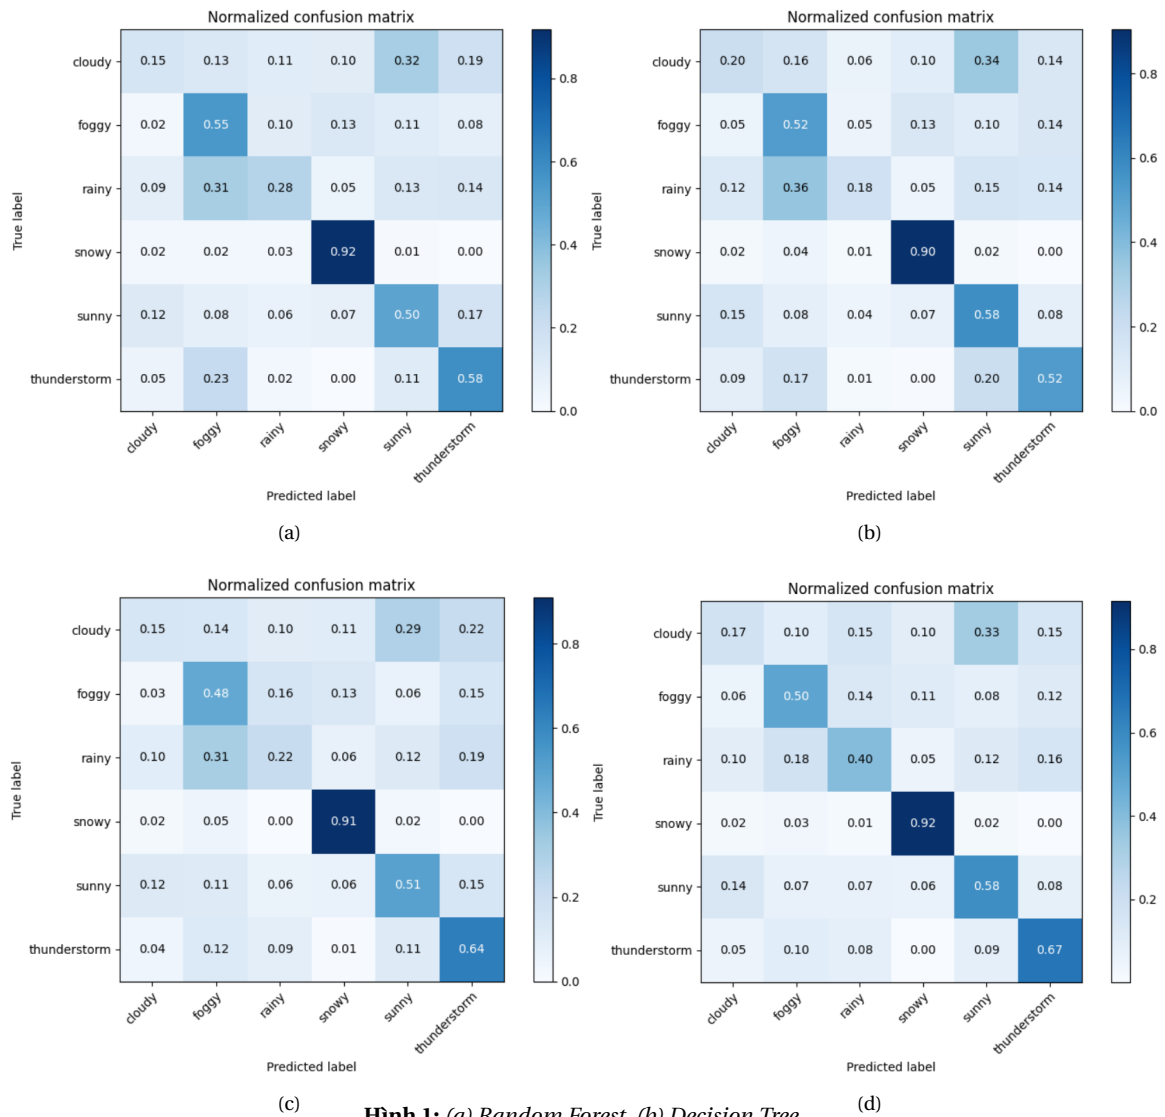 Normalized confusion matrix
True label
cloudy 0.15 0.13 0.11 0.10 0.32 0.19
foggy 0.02 0.55 0.10 0.13 0.11 0.08
rainy 0.09 0.31 0.28 0.05 0.13 0.14
snowy 0.02 0.02 0.03 0.92 0.01 0.00
sunny 0.12 0.08 0.06 0.07 0.50 0.17
thunderstorm 0.05 0.23 0.02 0.00 0.11 0.58
cloudy foggy rainy snowy sunny thunderstorm
Predicted label
0.8
0.6
0.4
0.2
0.0
(a)
Normalized confusion matrix
True label
cloudy 0.20 0.16 0.06 0.10 0.34 0.14
foggy 0.05 0.52 0.05 0.13 0.10 0.14
rainy 0.12 0.36 0.18 0.05 0.15 0.14
snowy 0.02 0.04 0.01 0.90 0.02 0.00
sunny 0.15 0.08 0.04 0.07 0.58 0.08
thunderstorm 0.09 0.17 0.01 0.00 0.20 0.52
cloudy foggy rainy snowy sunny thunderstorm
Predicted label
0.8
0.6
0.4
0.2
0.0
(b)
Normalized confusion matrix
True label
cloudy 0.15 0.14 0.10 0.11 0.29 0.22
foggy 0.03 0.48 0.16 0.13 0.06 0.15
rainy 0.10 0.31 0.22 0.06 0.12 0.19
snowy 0.02 0.05 0.00 0.91 0.02 0.00
sunny 0.12 0.11 0.06 0.06 0.51 0.15
thunderstorm 0.04 0.12 0.09 0.01 0.11 0.64
cloudy foggy rainy snowy sunny thunderstorm
Predicted label
0.8
0.6
0.4
0.2
0.0
(c)
Normalized confusion matrix
True label
cloudy 0.17 0.10 0.15 0.10 0.33 0.15
foggy 0.06 0.50 0.14 0.11 0.08 0.12
rainy 0.10 0.18 0.40 0.05 0.12 0.16
snowy 0.02 0.03 0.01 0.92 0.02 0.00
sunny 0.14 0.07 0.07 0.06 0.58 0.08
thunderstorm 0.05 0.10 0.08 0.00 0.09 0.67
cloudy foggy rainy snowy sunny thunderstorm
Predicted label
0.8
0.6
0.4
0.2
(d)
Hình 1: (a) Random Forest, (b) Decision Tree